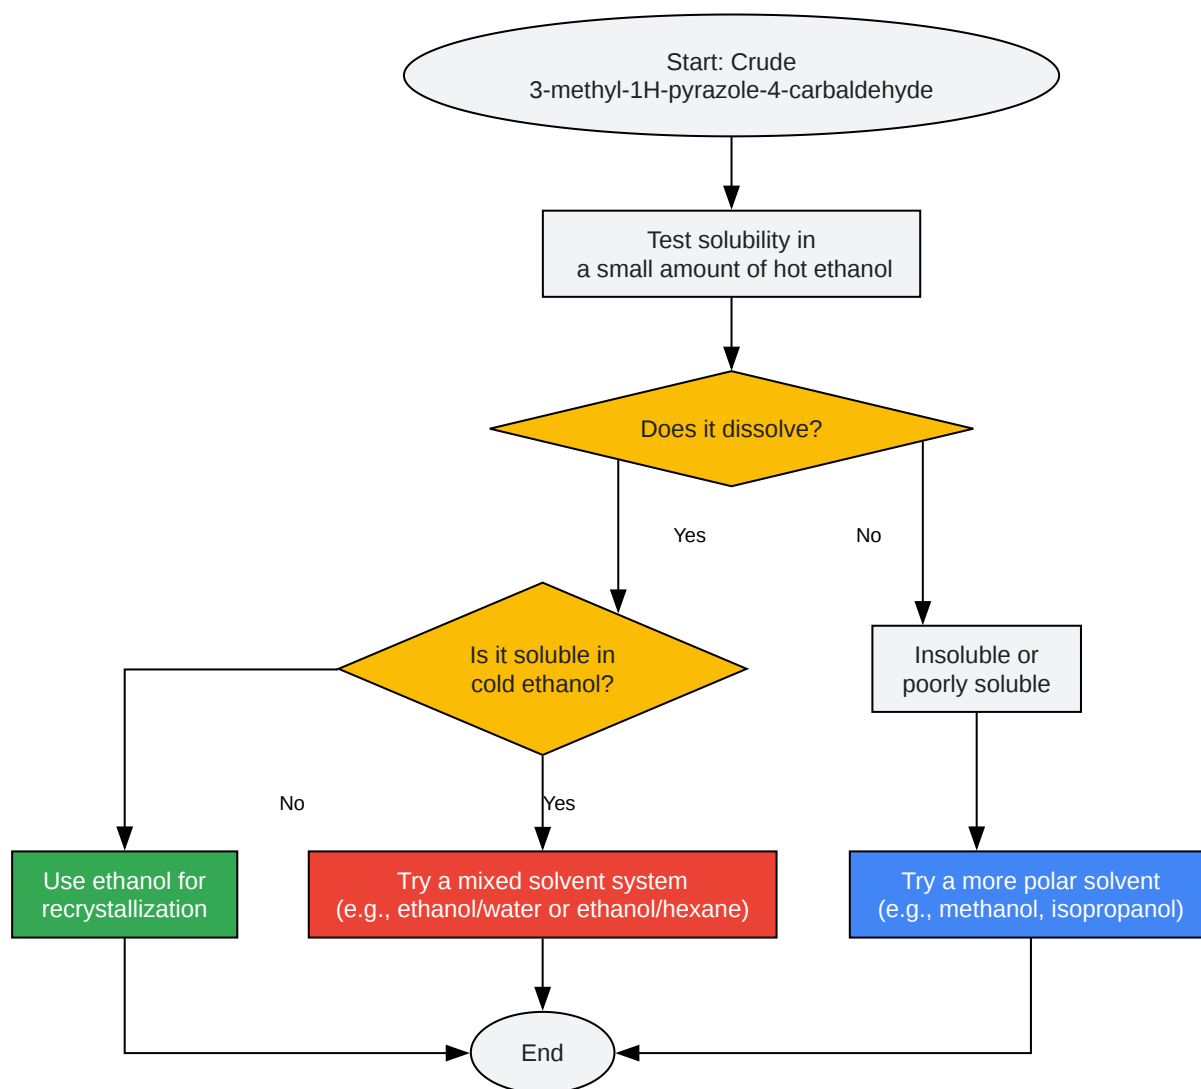 Start: Crude
3-methyl-1H-pyrazole-4-carbaldehyde
Test solubility in
a small amount of hot ethanol
Does it dissolve?
Yes
No
Is it soluble in
cold ethanol?
Insoluble or
poorly soluble
No
Yes
Use ethanol for
recrystallization
Try a mixed solvent system
(e.g., ethanol/water or ethanol/hexane)
Try a more polar solvent
(e.g., methanol, isopropanol)
End